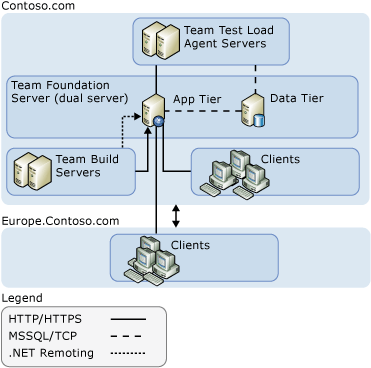 Contoso.com
Team Test Load
Agent Servers
Team Foundation
Server (dual server)
App Tier
Data Tier
Team Build
Servers
Clients
Europe.Contoso.com
Clients
Legend
HTTP/HTTPS
MSSQL/TCP
.NET Remoting